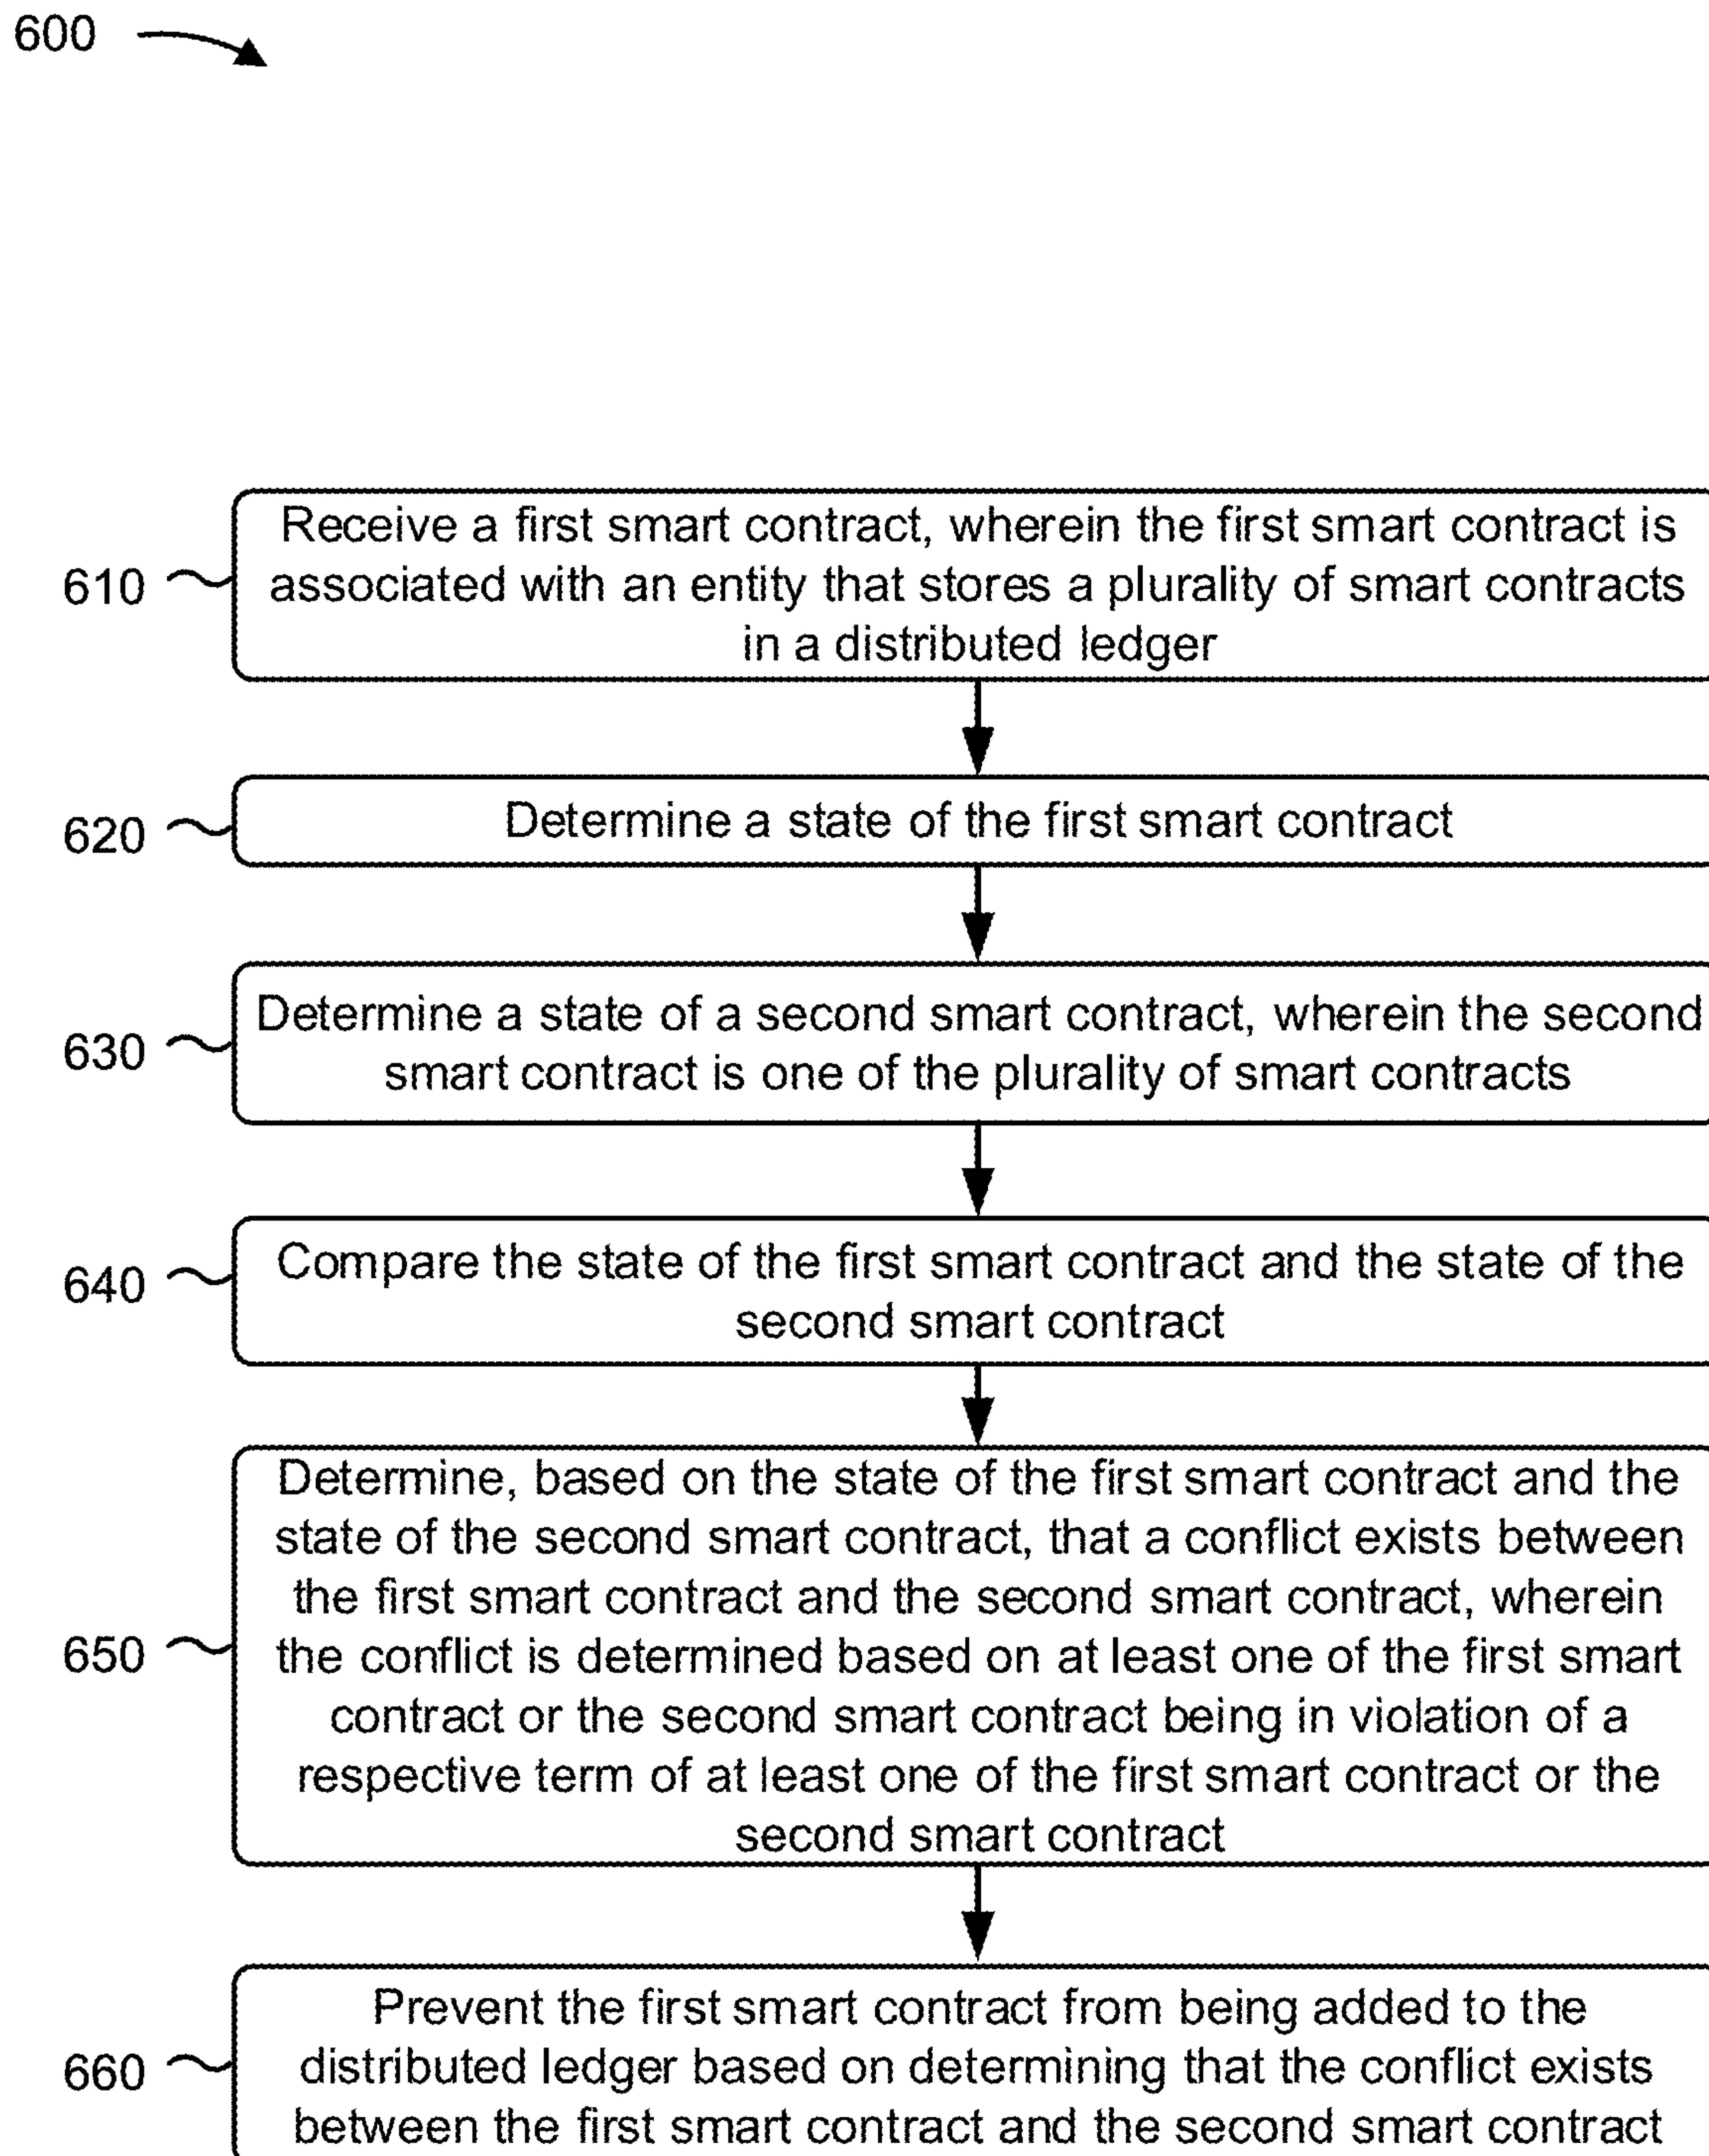 600
Receive a first smart contract, wherein the first smart contract is
610
associated with an entity that stores a plurality of smart contracts
in a distributed ledger
620
Determine a state of the first smart contract
Determine a state of a second smart contract, wherein the second
630
smart contract is one of the plurality of smart contracts
Compare the state of the first smart contract and the state of the
640
second smart contract
Determine, based on the state of the first smart contract and the
state of the second smart contract, that a conflict exists between
the first smart contract and the second smart contract, wherein
650
the conflict is determined based on at least one of the first smart
contract or the second smart contract being in violation of a
respective term of at least one of the first smart contract or the
second smart contract
Prevent the first smart contract from being added to the
660
distributed ledger based on determining that the conflict exists
between the first smart contract and the second smart contract